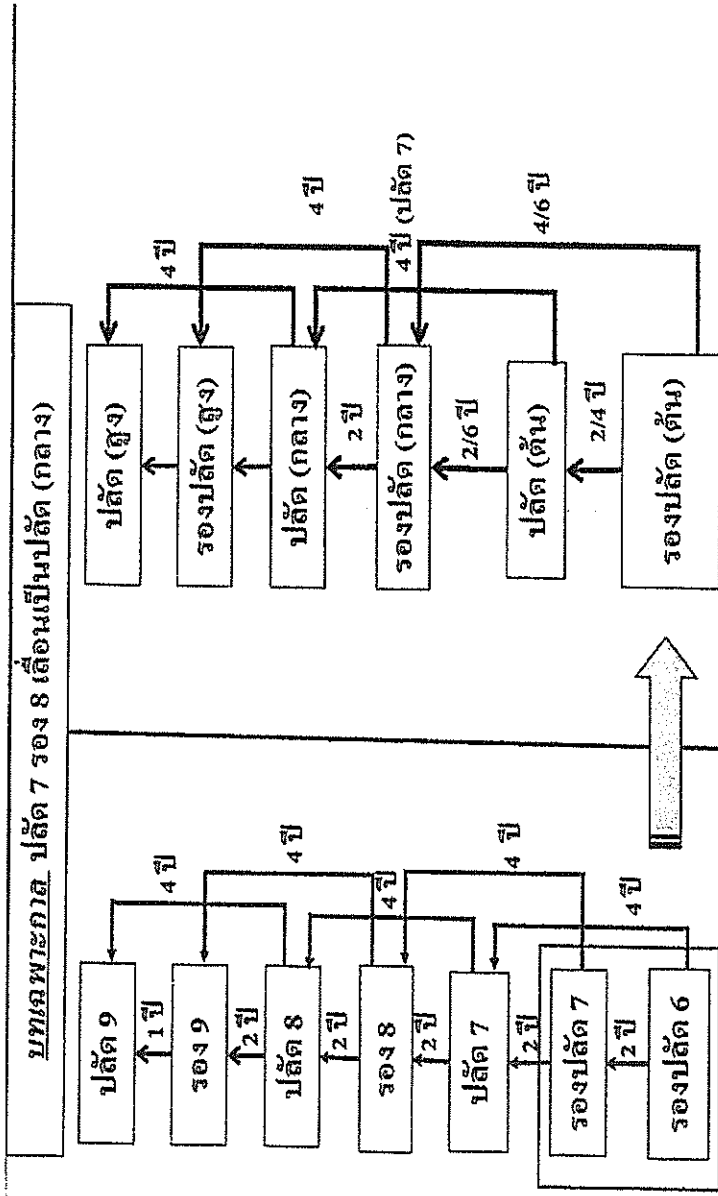 บทเฉพาะกาล ปลัด 7 รอง 8 เลื่อนเป็นปลัด (กลาง)
ปลัด 9
1 ปี
4 ปี
รอง 9
2 ปี
4 ปี
ปลัด 8
2 ปี
4 ปี
รอง 8
2 ปี
4 ปี
ปลัด 7
2 ปี
4 ปี
รองปลัด 7
2 ปี
รองปลัด 6
ปลัด (สูง)
4 ปี
รองปลัด (สูง)
4 ปี
ปลัด (กลาง)
2 ปี
4 ปี (ปลัด 7)
รองปลัด (กลาง)
2/6 ปี
4/6 ปี
ปลัด (ต้น)
2/4 ปี
รองปลัด (ต้น)